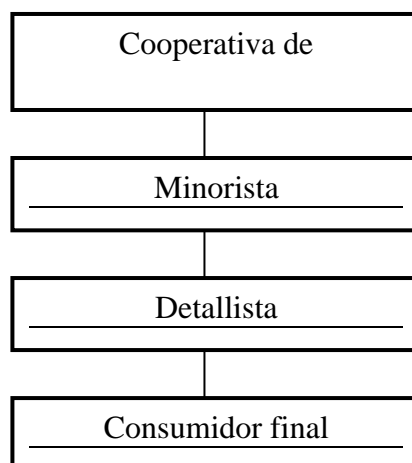 Cooperativa de
Minorista
Detallista
Consumidor final